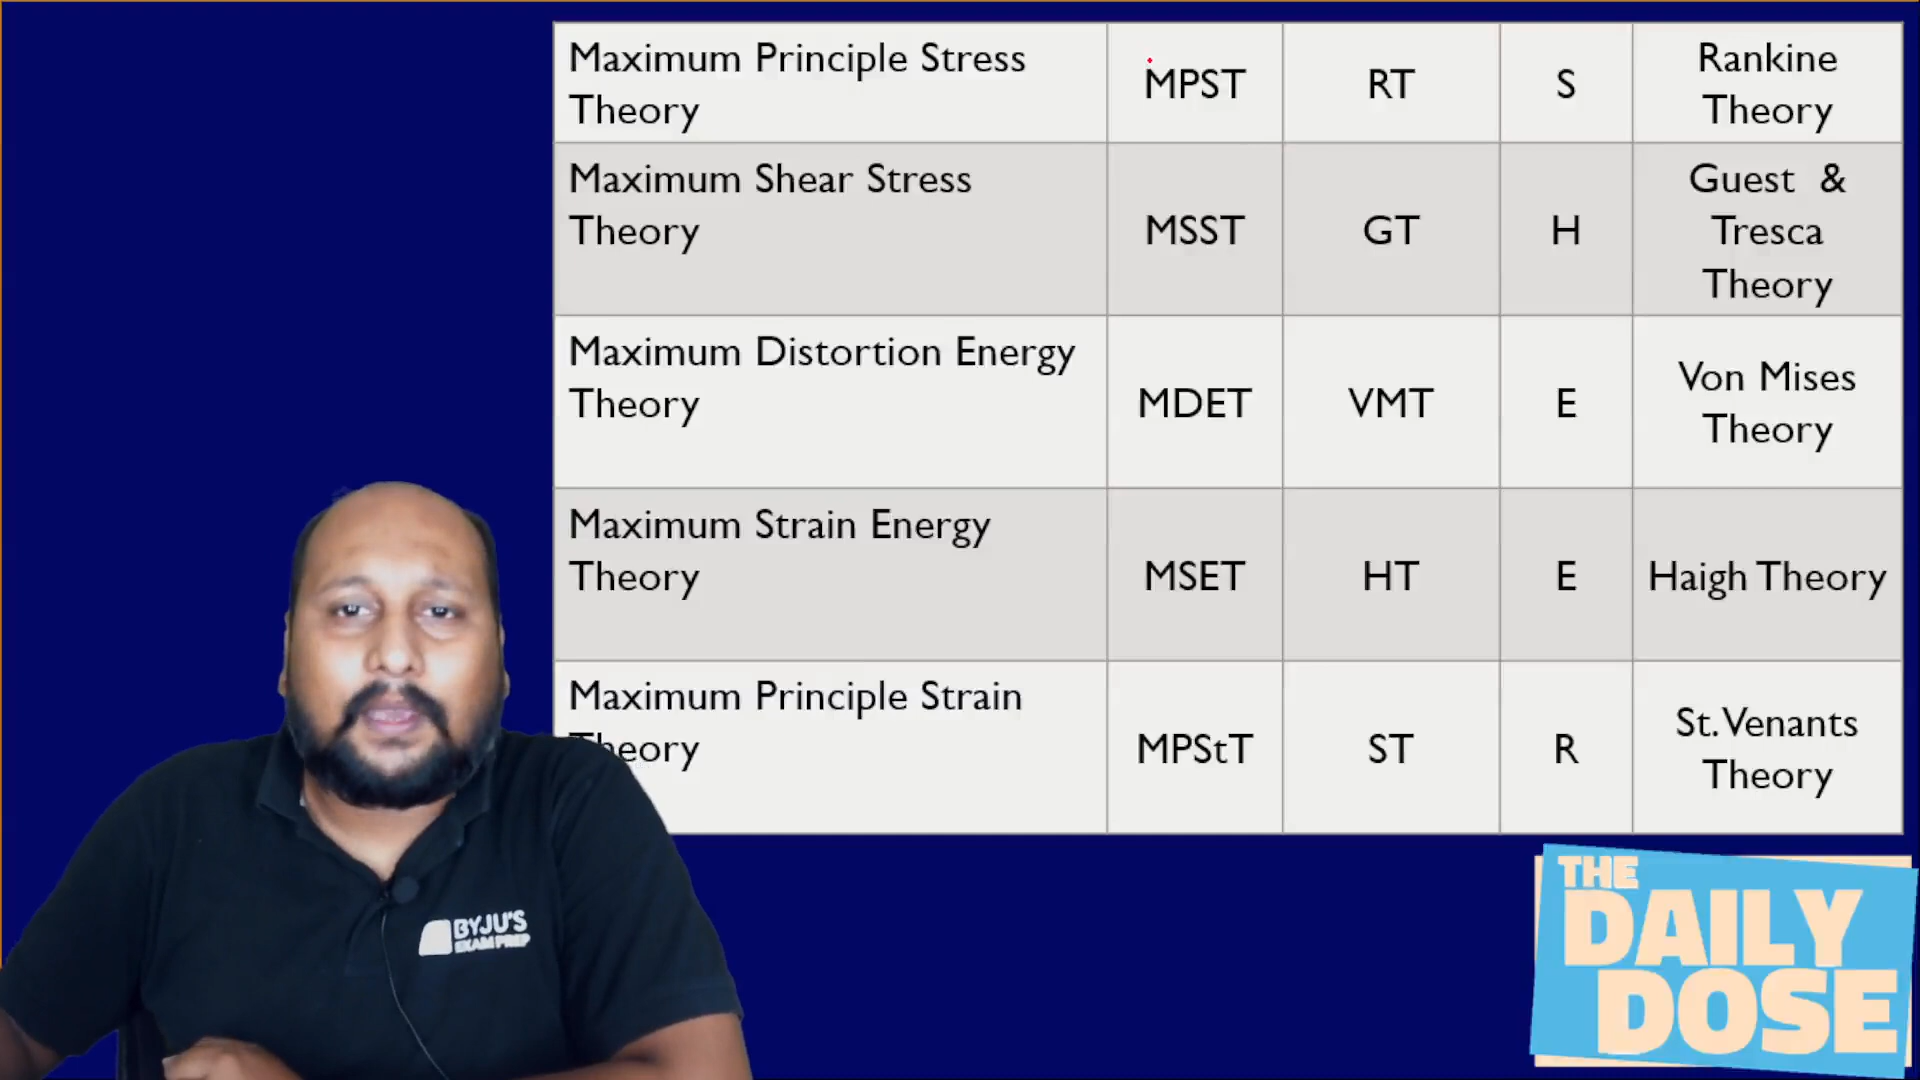 Maximum Principle Stress
Theory
MPST
RT
S
Rankine
Theory
Maximum Shear Stress
Theory
MSST
GT
H
Guest &
Tresca
Theory
Maximum Distortion Energy
Theory
MDET
VMT
E
Von Mises
Theory
Maximum Strain Energy
Theory
MSET
HT
E
Haigh Theory
Maximum Principle Strain
Theory
MPStT
ST
R
St. Venants
Theory
BYJU'S
EXAM PREP
THE
DAILY
DOSE